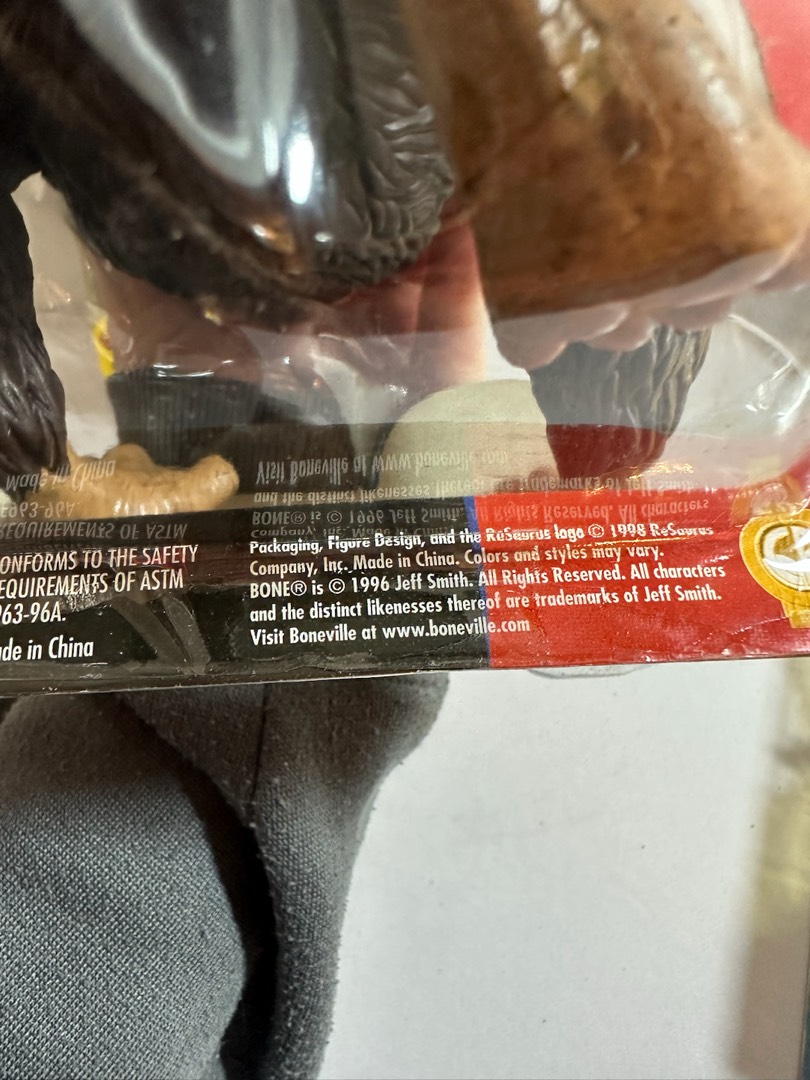 ONFORMS TO THE SAFETY
EQUIREMENTS OF ASTM
963-96A.
de in China
Packaging, Figure Design, and the ReSaurus logo © 1998 ReSaurus
Company, Inc. Made in China. Colors and styles may vary.
BONE® is © 1996 Jeff Smith. All Rights Reserved. All characters
and the distinct likenesses thereof are trademarks of Jeff Smith.
Visit Boneville at www.boneville.com